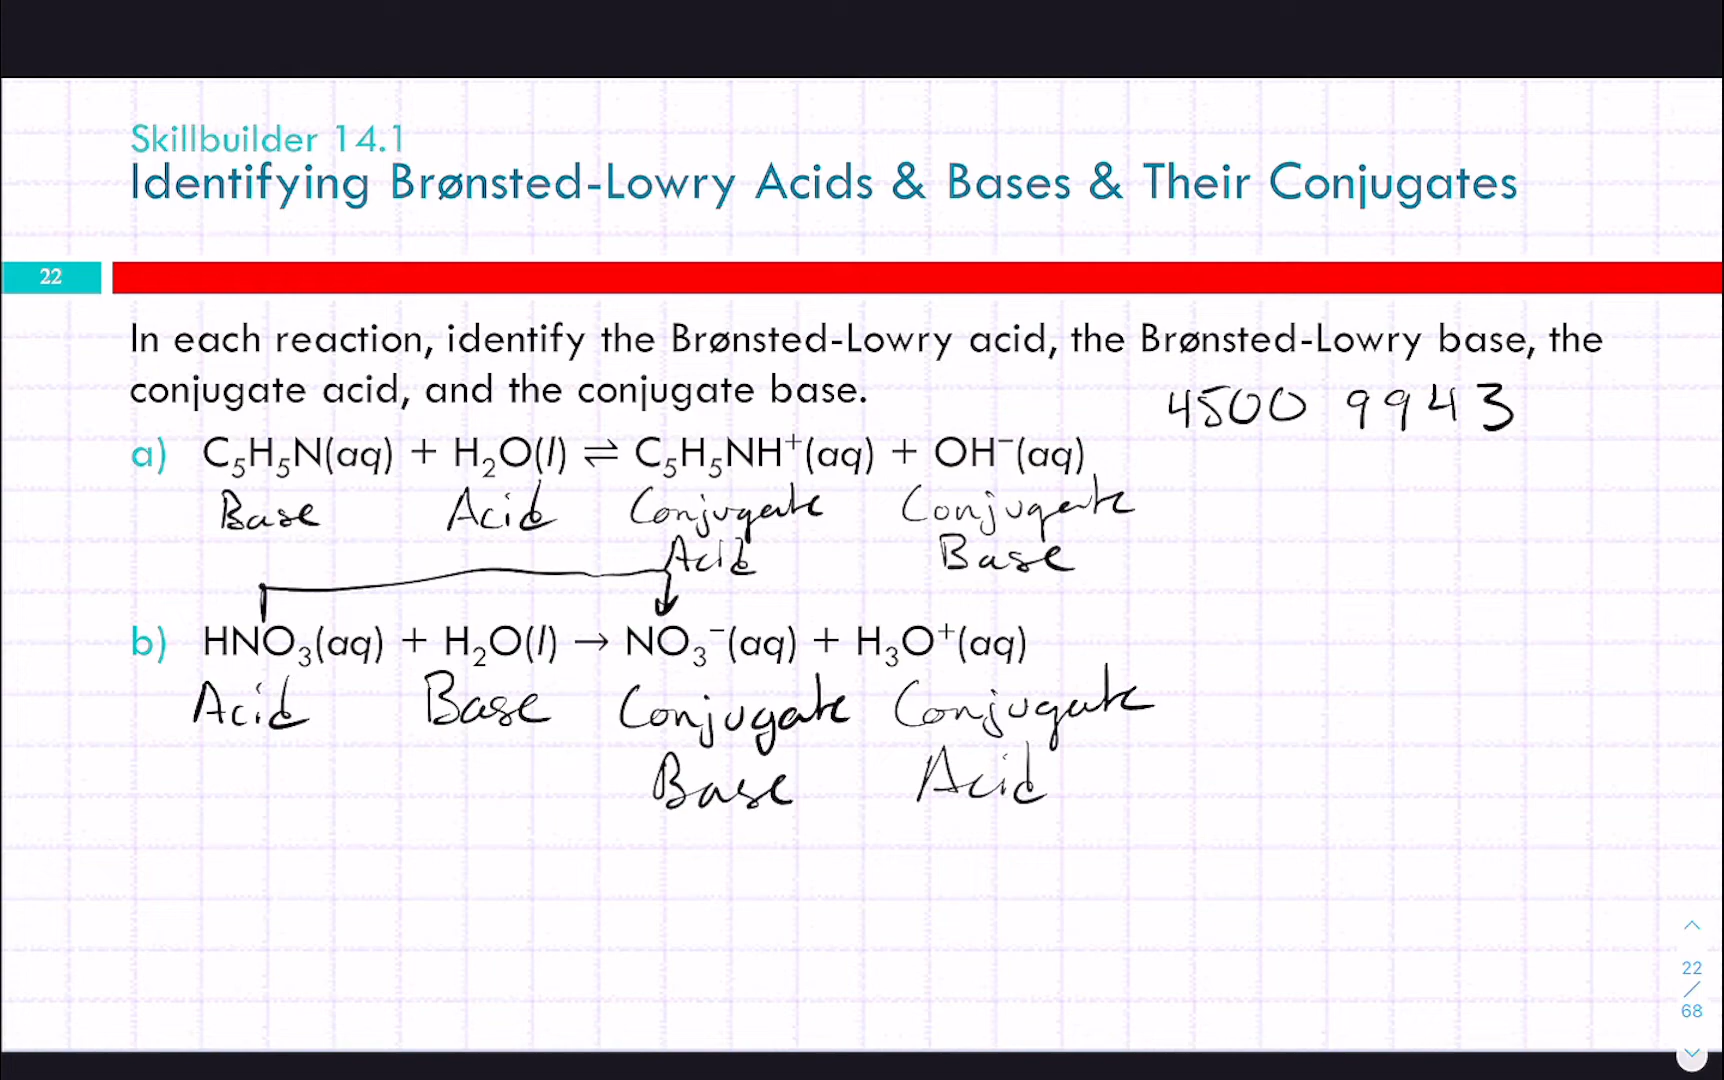 Skillbuilder 14.1
Identifying Brønsted-Lowry Acids & Bases & Their Conjugates
22
In each reaction, identify the Brønsted-Lowry acid, the Brønsted-Lowry base, the
conjugate acid, and the conjugate base.
4500 9943
a) C₅H₅N(aq) + H₂O(l) ⇌ C₅H₅NH⁺(aq) + OH⁻(aq)
Base Acid Conjugate Conjugate
Acid Base
b) HNO₃(aq) + H₂O(l) → NO₃⁻(aq) + H₃O⁺(aq)
Acid Base Conjugate Conjugate
Base Acid
22
/
68